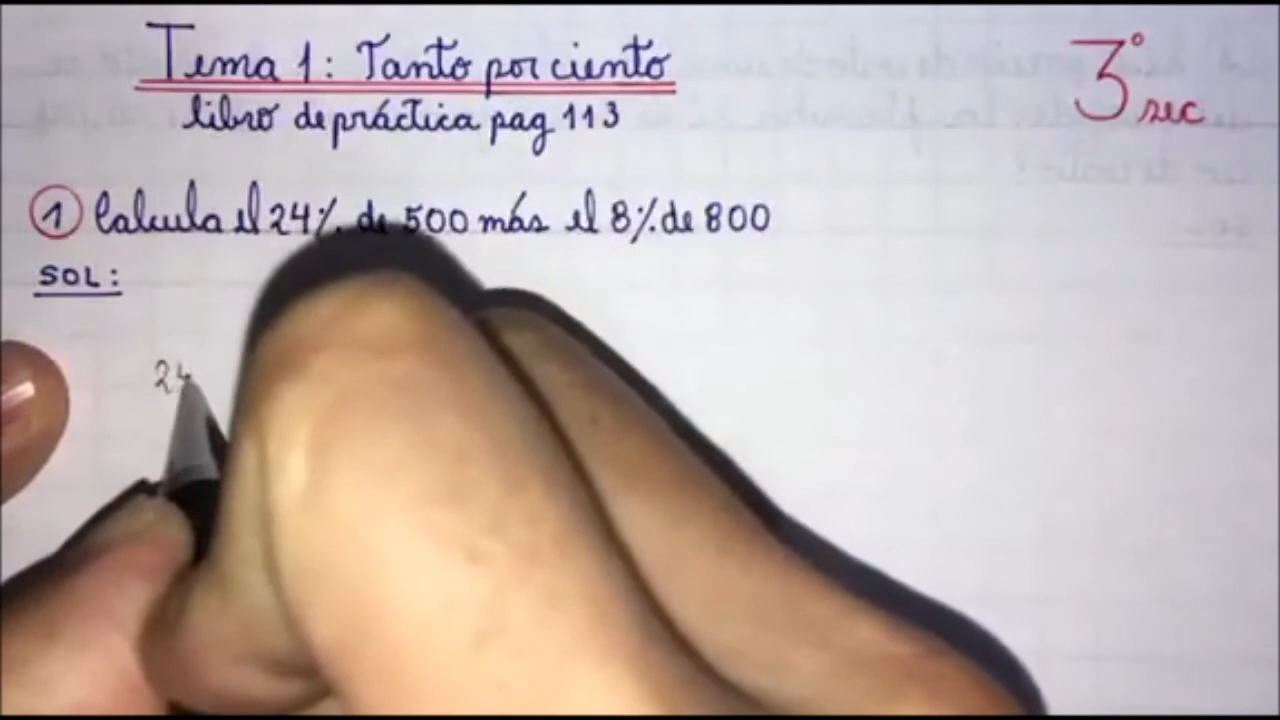 Tema 1: Tanto por ciento
libro de práctica pag 113
3° sec
1 Calcula el 24% de 500 más el 8% de 800
SOL:
24